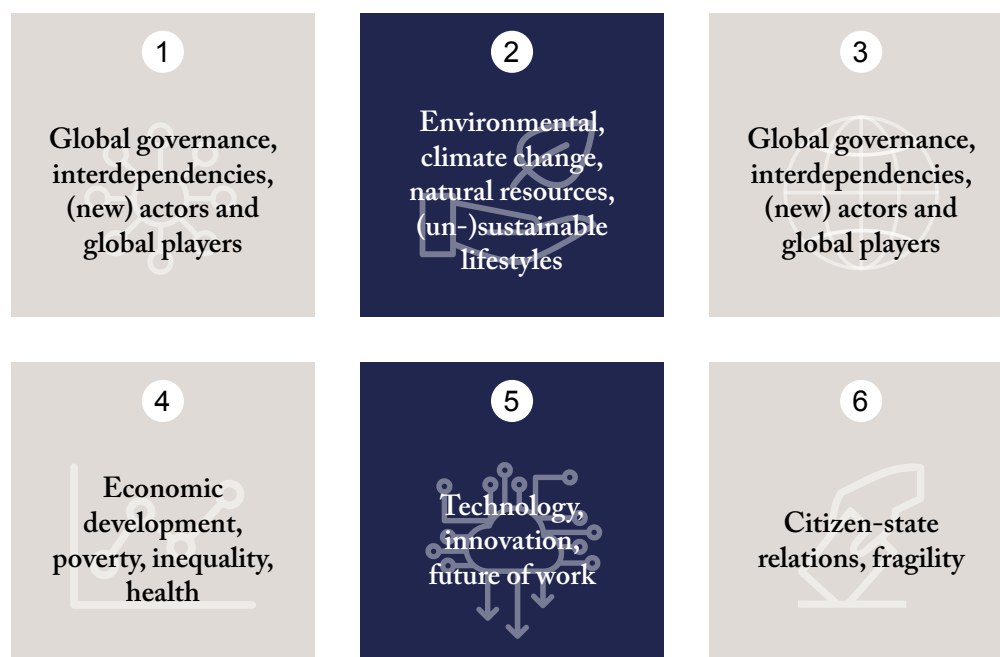 1
Global governance,
interdependencies,
(new) actors and
global players
2
Environmental,
climate change,
natural resources,
(un-)sustainable
lifestyles
3
Global governance,
interdependencies,
(new) actors and
global players
4
Economic
development,
poverty, inequality,
health
5
Technology,
innovation,
future of work
6
Citizen-state
relations, fragility